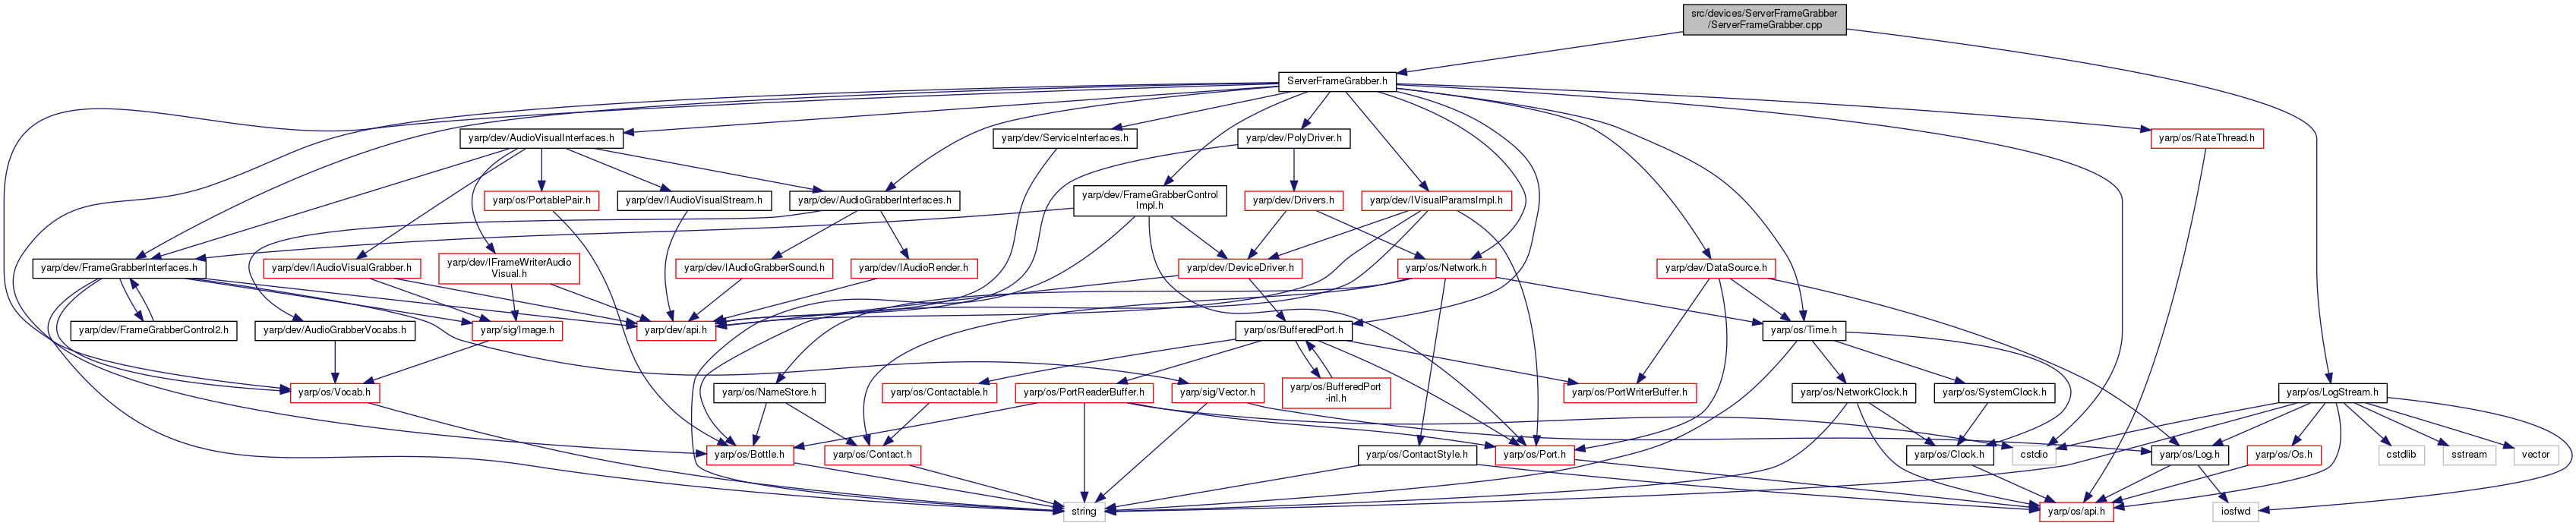 src/devices/ServerFrameGrabber
/ServerFrameGrabber.cpp
ServerFrameGrabber.h
yarp/dev/AudioVisualInterfaces.h
yarp/dev/ServiceInterfaces.h
yarp/dev/PolyDriver.h
yarp/os/RateThread.h
yarp/os/PortablePair.h
yarp/dev/IAudioVisualStream.h
yarp/dev/AudioGrabberInterfaces.h
yarp/dev/FrameGrabberControl
Impl.h
yarp/dev/Drivers.h
yarp/dev/IVisualParamsImpl.h
yarp/dev/FrameGrabberInterfaces.h
yarp/dev/IAudioVisualGrabber.h
yarp/dev/IFrameWriterAudio
Visual.h
yarp/dev/IAudioGrabberSound.h
yarp/dev/IAudioRender.h
yarp/dev/DeviceDriver.h
yarp/os/Network.h
yarp/dev/DataSource.h
yarp/dev/FrameGrabberControl2.h
yarp/dev/AudioGrabberVocabs.h
yarp/sig/Image.h
yarp/dev/api.h
yarp/os/BufferedPort.h
yarp/os/Time.h
yarp/os/Vocab.h
yarp/os/NameStore.h
yarp/os/Contactable.h
yarp/os/PortReaderBuffer.h
yarp/sig/Vector.h
yarp/os/BufferedPort
-inl.h
yarp/os/PortWriterBuffer.h
yarp/os/NetworkClock.h
yarp/os/SystemClock.h
yarp/os/LogStream.h
yarp/os/Bottle.h
yarp/os/Contact.h
yarp/os/ContactStyle.h
yarp/os/Port.h
yarp/os/Clock.h
cstdio
yarp/os/Log.h
yarp/os/Os.h
cstdlib
sstream
vector
string
yarp/os/api.h
iosfwd